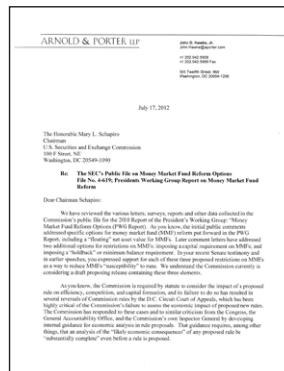 ARNOLD & PORTER LLP
John D. Hawke, Jr.
John.Hawke@aporter.com
+1 202.942.5908
+1 202.942.5999 Fax
555 Twelfth Street, NW
Washington, DC 20004-1206
July 17, 2012
The Honorable Mary L. Schapiro
Chairman
U.S. Securities and Exchange Commission
100 F Street, NE
Washington, DC 20549-1090
Re: The SEC's Public File on Money Market Fund Reform Options
File No. 4-619; Presidents Working Group Report on Money Market Fund
Reform
Dear Chairman Schapiro:
We have reviewed the various letters, surveys, reports and other data collected in the
Commission's public file for the 2010 Report of the President's Working Group: "Money
Market Fund Reform Options (PWG Report). As you know, the initial public comments
addressed specific options for money market fund (MMF) reform put forward in the PWG
Report, including a "floating" net asset value for MMFs. Later comment letters have addressed
two additional options for restrictions on MMFs: imposing a capital requirement on MMFs, and
imposing a "holdback" or minimum balance requirement. In your recent Senate testimony and
in earlier speeches, you expressed support for each of these three proposed restrictions on MMFs
as a way to reduce MMFs "susceptibility" to runs. We understand the Commission currently is
considering a draft proposing release containing these three elements.
As you know, the Commission is required by statute to consider the impact of a proposed
rule on efficiency, competition, and capital formation, and its failure to do so has resulted in
several reversals of Commission rules by the D.C. Circuit Court of Appeals, which has been
highly critical of the Commission's failure to assess the economic impact of proposed new rules.
The Commission has responded to these cases and to similar criticism from the Congress, the
General Accountability Office, and the Commission's own Inspector General by developing
internal guidance for economic analysis in rule proposals. That guidance requires, among other
things, that an analysis of the "likely economic consequences" of any proposed rule be
"substantially complete" even before a rule is proposed.